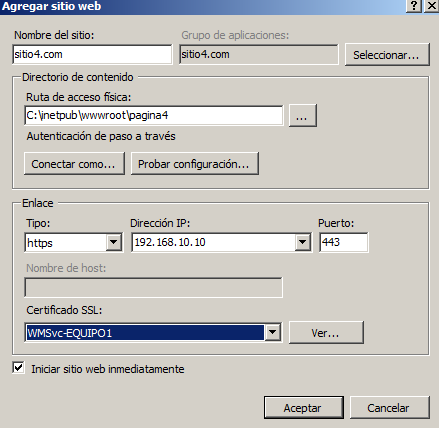 Agregar sitio web
Nombre del sitio: Grupo de aplicaciones:
sitio4.com sitio4.com Seleccionar...
Directorio de contenido
Ruta de acceso física:
C:\inetpub\wwwroot\pagina4 ...
Autenticación de paso a través
Conectar como... Probar configuración...
Enlace
Tipo: Dirección IP: Puerto:
https 192.168.10.10 443
Nombre de host:
Certificado SSL:
WMSvc-EQUIPO1 Ver...
Iniciar sitio web inmediatamente
Aceptar Cancelar